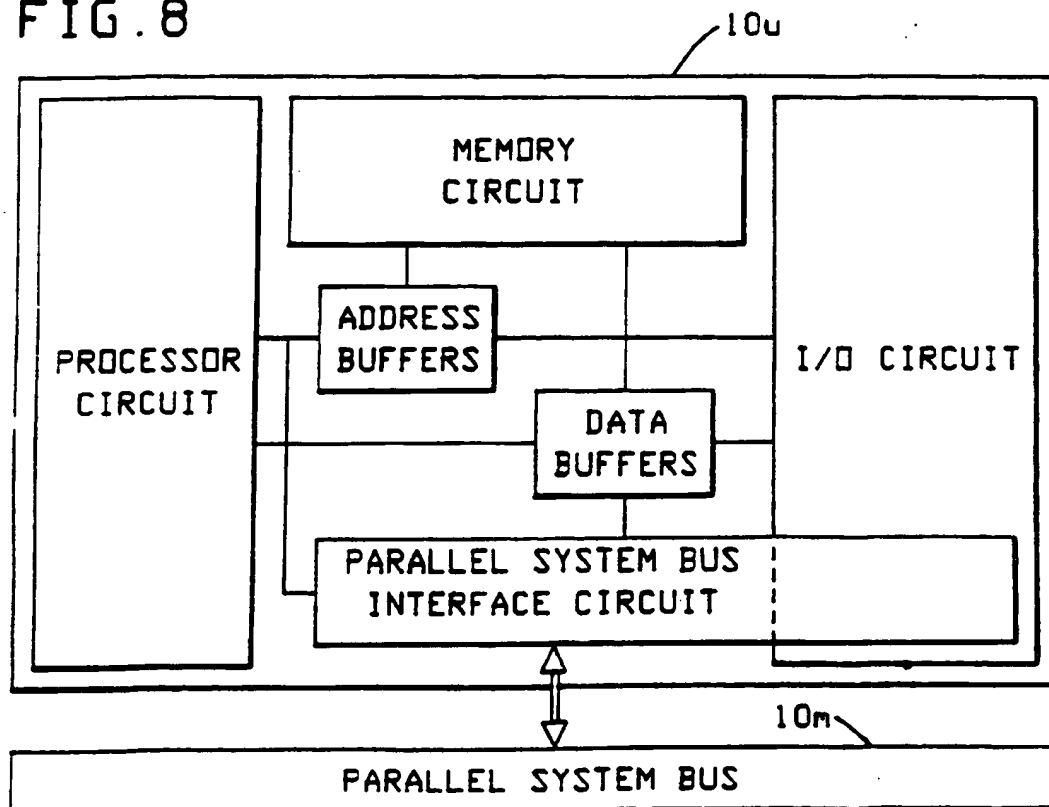 FIG.8
10u
MEMORY
CIRCUIT
ADDRESS
BUFFERS
PROCESSOR
CIRCUIT
I/O CIRCUIT
DATA
BUFFERS
PARALLEL SYSTEM BUS
INTERFACE CIRCUIT
10m
PARALLEL SYSTEM BUS